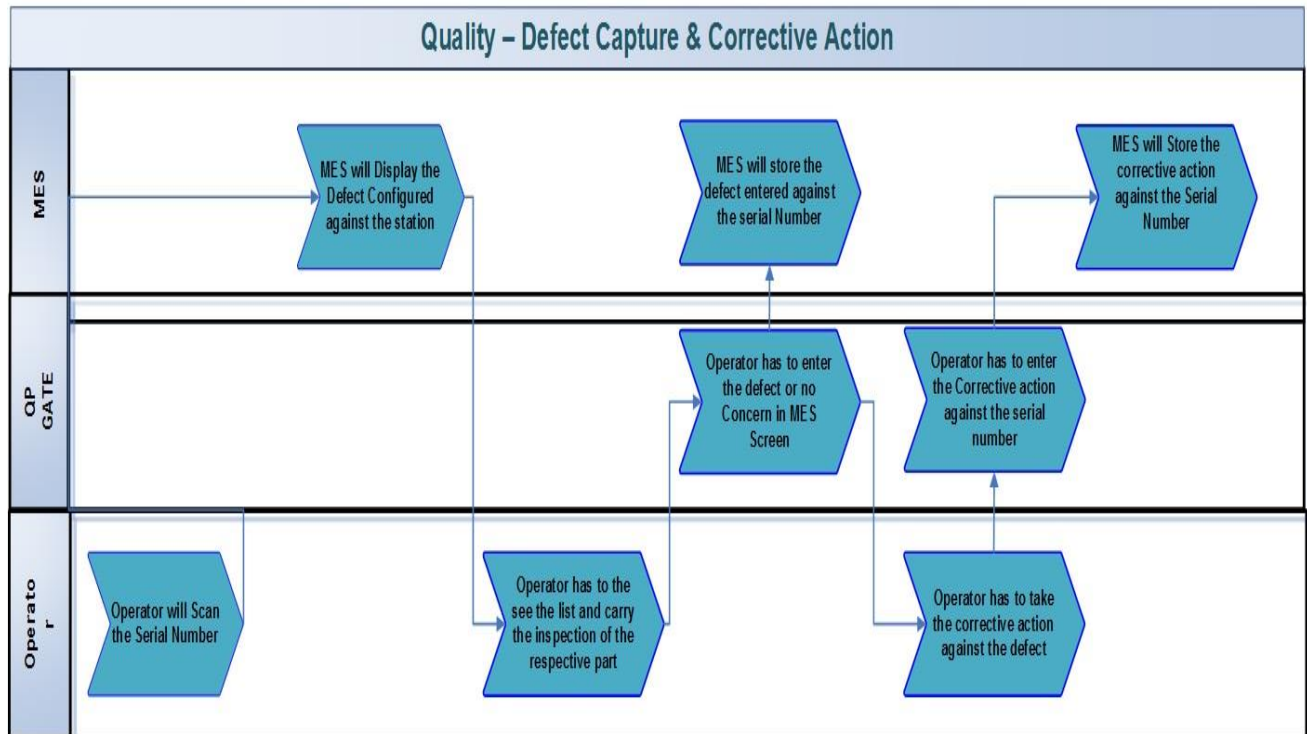 Quality – Defect Capture & Corrective Action
MES
MES will Display the
Defect Configured
against the station
MES will store the
defect entered against
the serial Number
MES will Store the
corrective action
against the Serial
Number
QP
GATE
Operator has to enter
the defect or no
Concern in MES
Screen
Operator has to enter
the Corrective action
against the serial
number
Operato
r
Operator will Scan
the Serial Number
Operator has to the
see the list and carry
the inspection of the
respective part
Operator has to take
the corrective action
against the defect